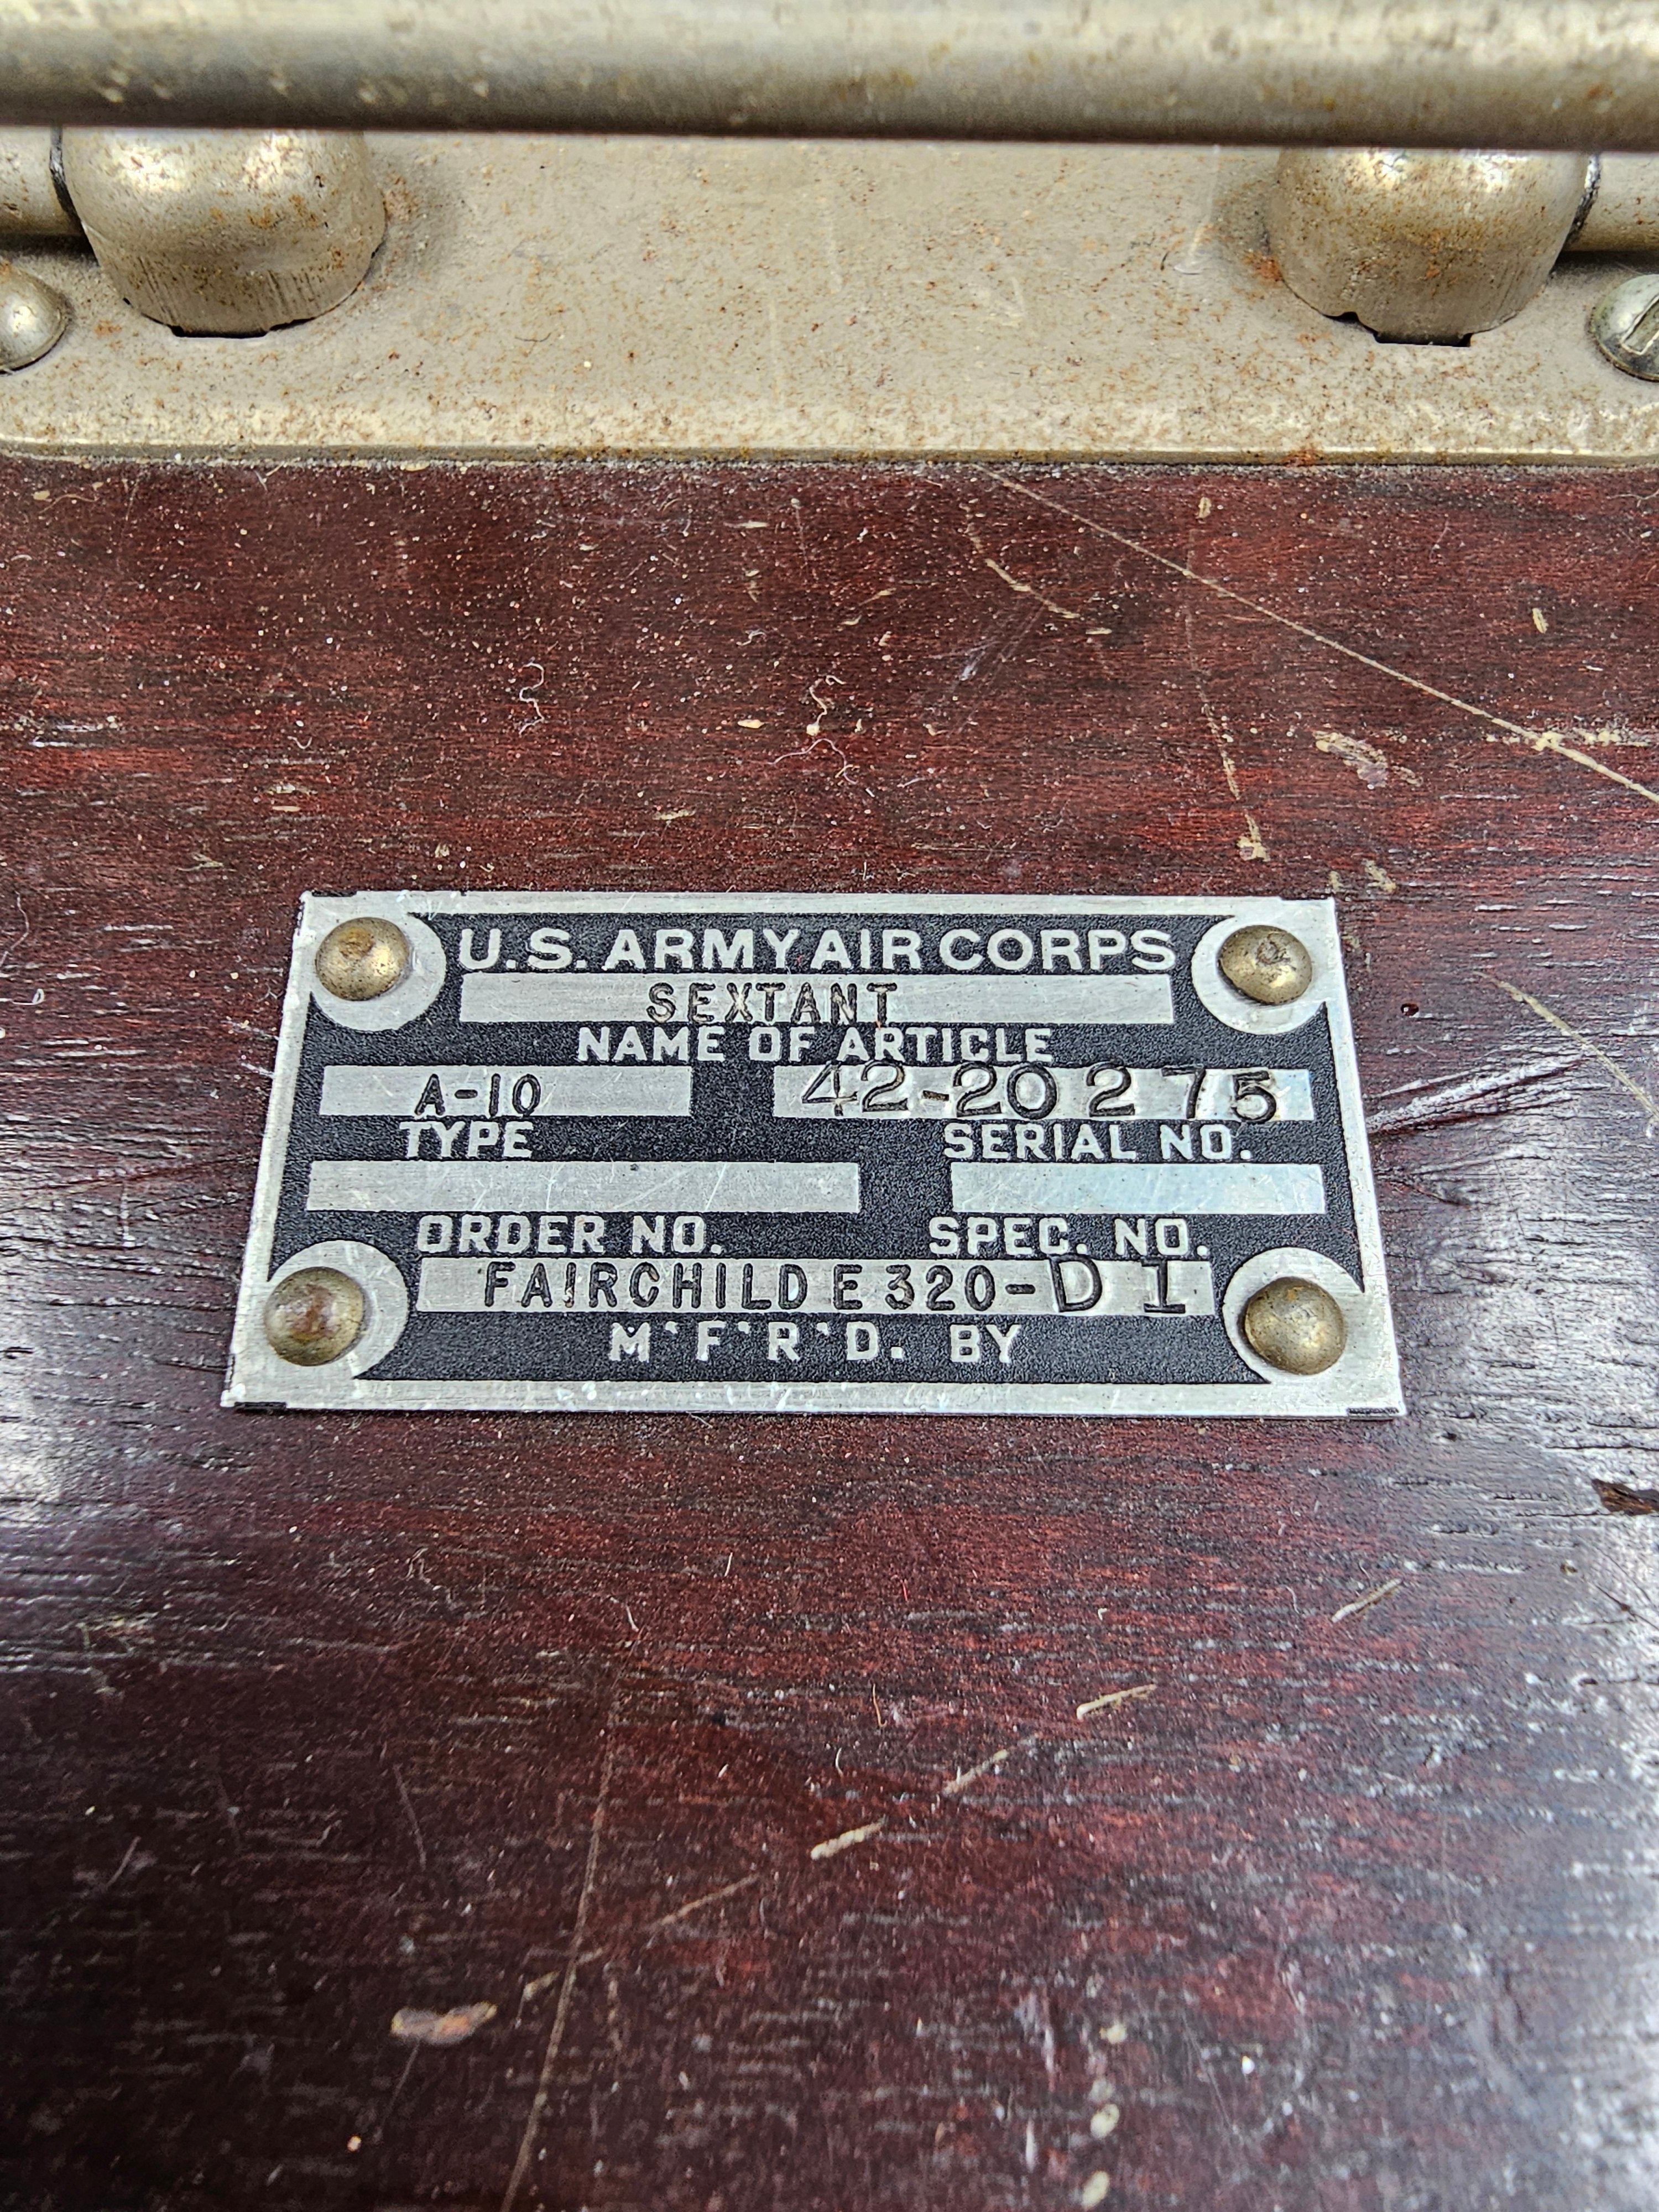 U.S. ARMY AIR CORPS
SEXTANT
NAME OF ARTICLE
A-10 42-20275
TYPE SERIAL NO.
ORDER NO. SPEC. NO.
FAIRCHILD E320-D1
M'F'R'D. BY